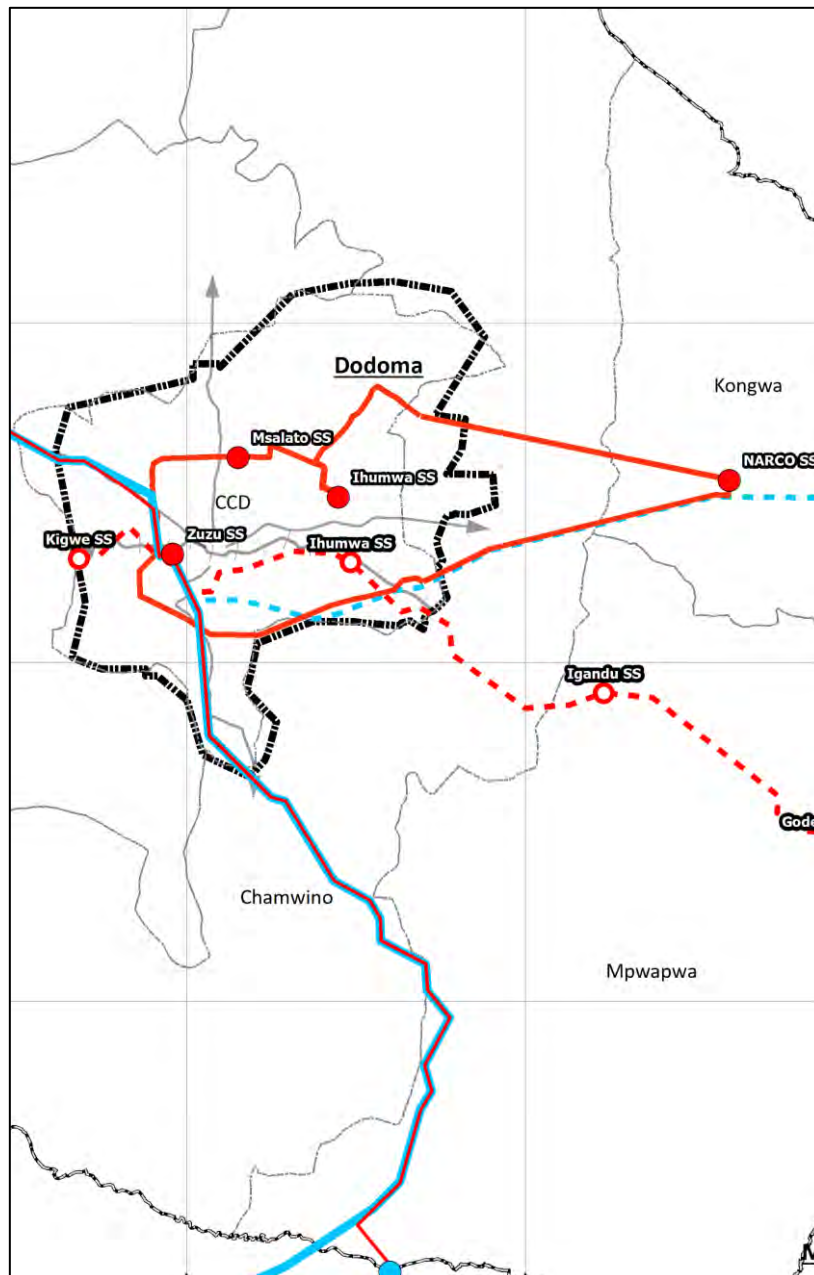 Dodoma
Kongwa
Msalato SS
NARCO SS
Ihumwa SS
CCD
Zuzu SS
Kigwe SS
Ihumwa SS
Igandu SS
Gode
Chamwino
Mpwapwa
M